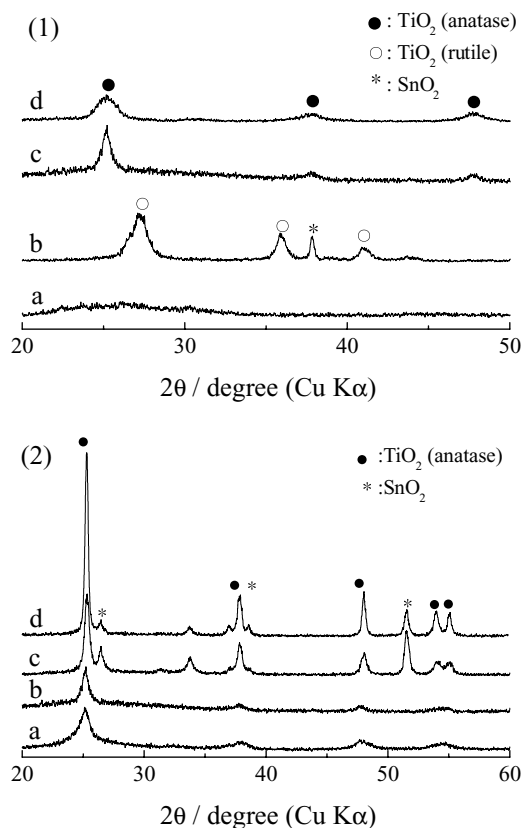 (1)
● : TiO₂ (anatase)
○ : TiO₂ (rutile)
* : SnO₂
d
c
b
a
*
20 30 40 50
2θ / degree (Cu Kα)
(2)
● :TiO₂ (anatase)
* :SnO₂
*
*
*
d
c
b
a
20 30 40 50 60
2θ / degree (Cu Kα)